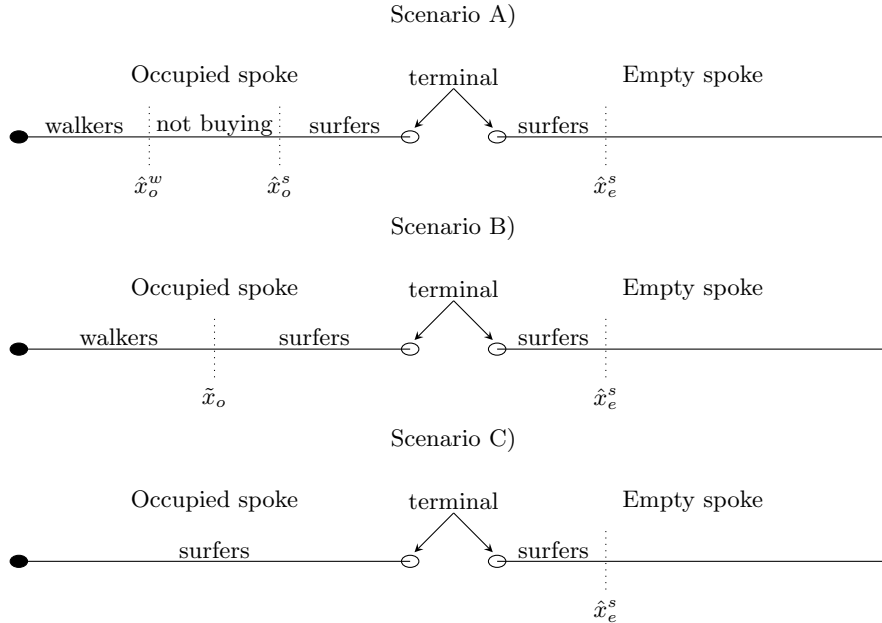 Scenario A)
Occupied spoke terminal Empty spoke
walkers not buying surfers surfers
x̂_o^w x̂_o^s x̂_e^s
Scenario B)
Occupied spoke terminal Empty spoke
walkers surfers surfers
x̃_o x̂_e^s
Scenario C)
Occupied spoke terminal Empty spoke
surfers surfers
x̂_e^s